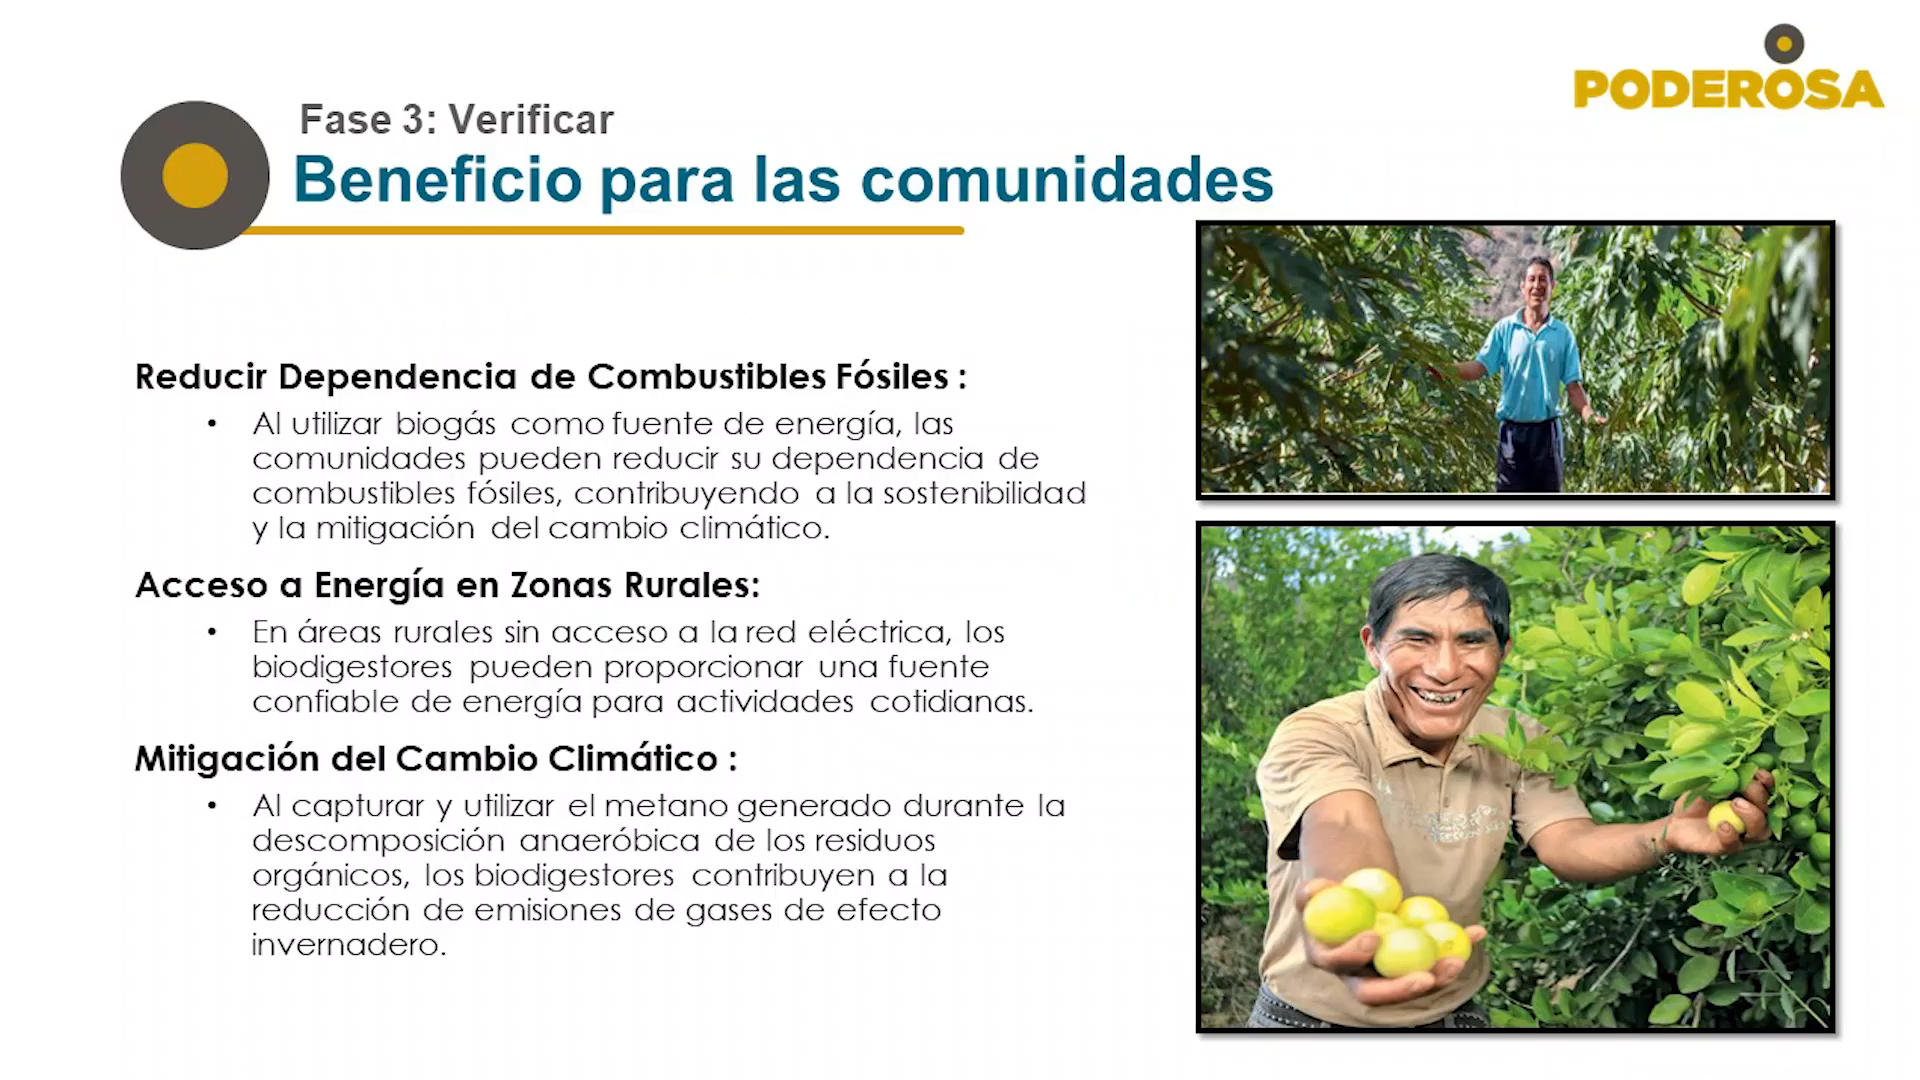 PODEROSA
Fase 3: Verificar
Beneficio para las comunidades
Reducir Dependencia de Combustibles Fósiles :
• Al utilizar biogás como fuente de energía, las
comunidades pueden reducir su dependencia de
combustibles fósiles, contribuyendo a la sostenibilidad
y la mitigación del cambio climático.
Acceso a Energía en Zonas Rurales:
• En áreas rurales sin acceso a la red eléctrica, los
biodigestores pueden proporcionar una fuente
confiable de energía para actividades cotidianas.
Mitigación del Cambio Climático :
• Al capturar y utilizar el metano generado durante la
descomposición anaeróbica de los residuos
orgánicos, los biodigestores contribuyen a la
reducción de emisiones de gases de efecto
invernadero.